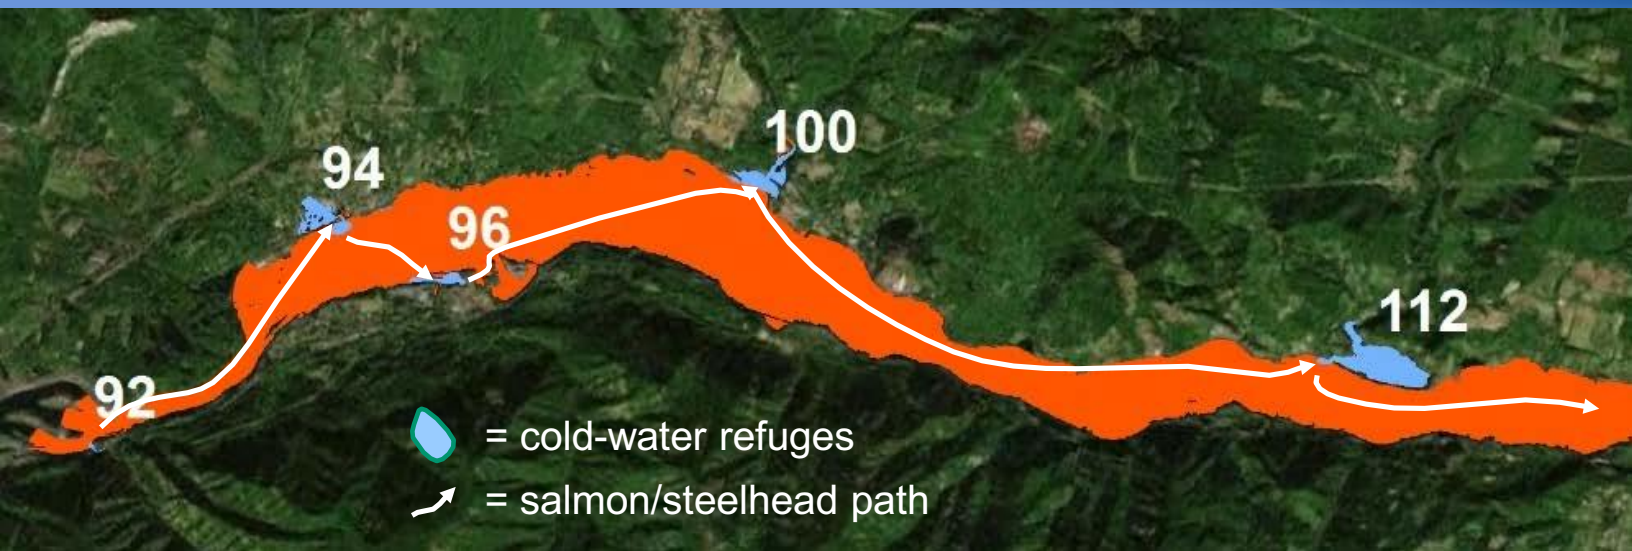 100
94
96
112
92
= cold-water refuges
= salmon/steelhead path